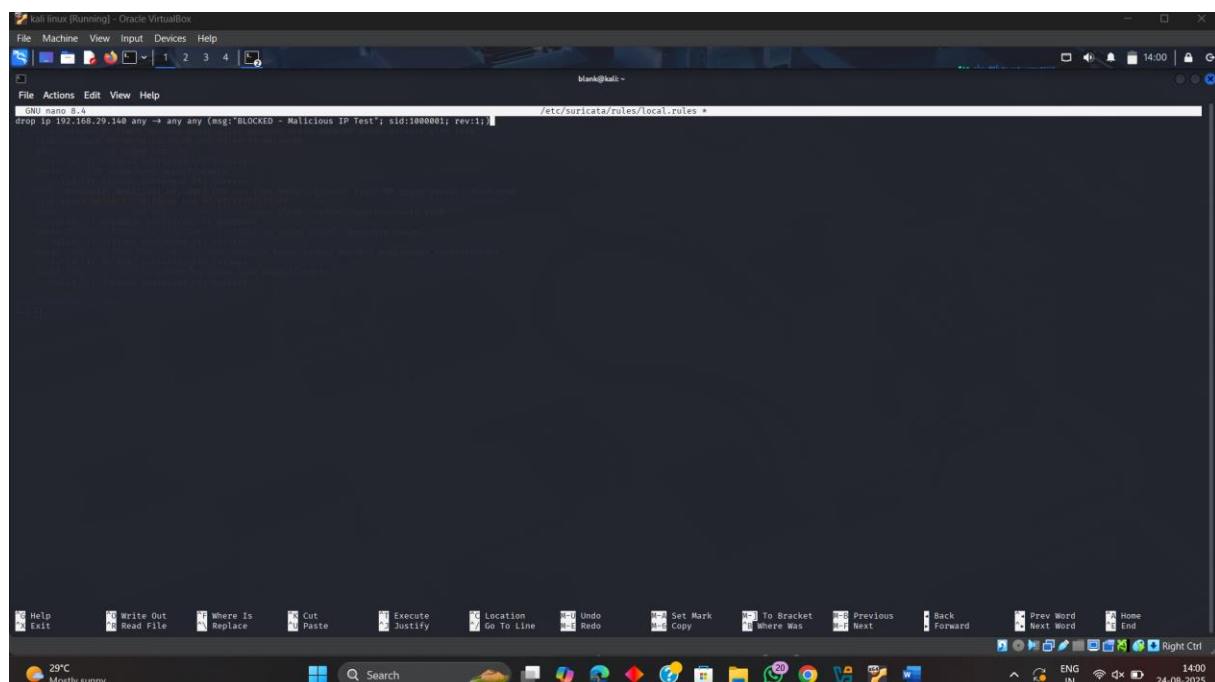 kali linux [Running] - Oracle VirtualBox
File Machine View Input Devices Help
1 2 3 4
14:00
blank@kali: ~
File Actions Edit View Help
GNU nano 8.4 /etc/suricata/rules/local.rules *
drop ip 192.168.29.140 any → any any (msg:"BLOCKED - Malicious IP Test"; sid:1000001; rev:1;)
^G Help ^O Write Out ^F Where Is ^K Cut ^T Execute ^C Location M-U Undo M-A Set Mark M-] To Bracket M-B Previous Back Prev Word ^A Home
^X Exit ^R Read File ^\ Replace ^U Paste ^J Justify ^/ Go To Line M-E Redo M-6 Copy ^B Where Was M-F Next Forward Next Word ^E End
Right Ctrl
29°C
Mostly sunny
Search
20
ENG
IN
14:00
24-08-2025